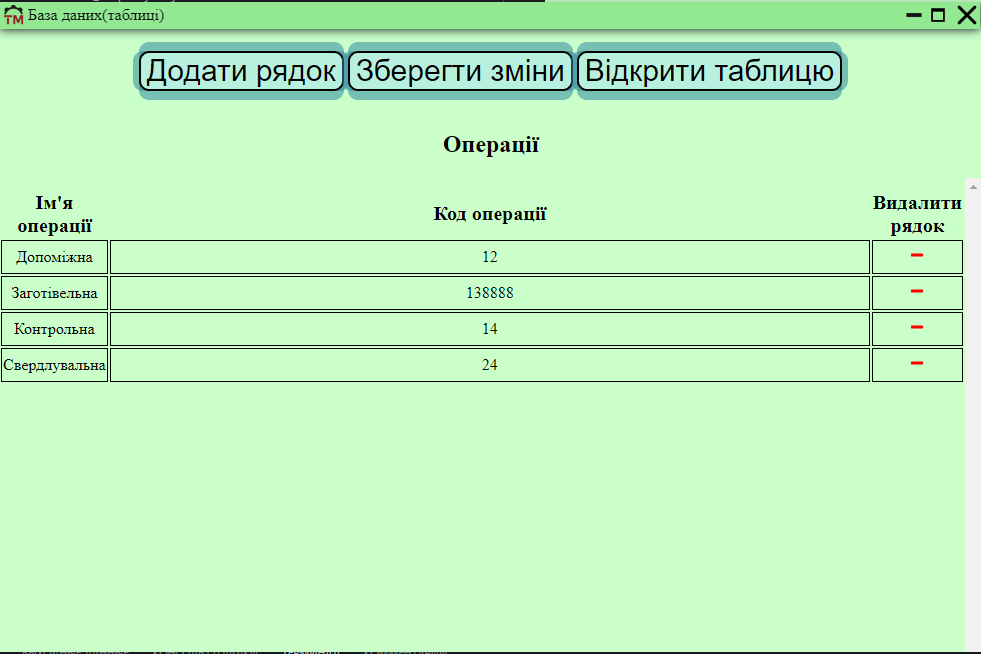 TM База даних(таблиці)
Додати рядок Зберегти зміни Відкрити таблицю
Операції
Ім'я операції Код операції Видалити рядок
Допоміжна 12
Заготівельна 138888
Контрольна 14
Свердлувальна 24